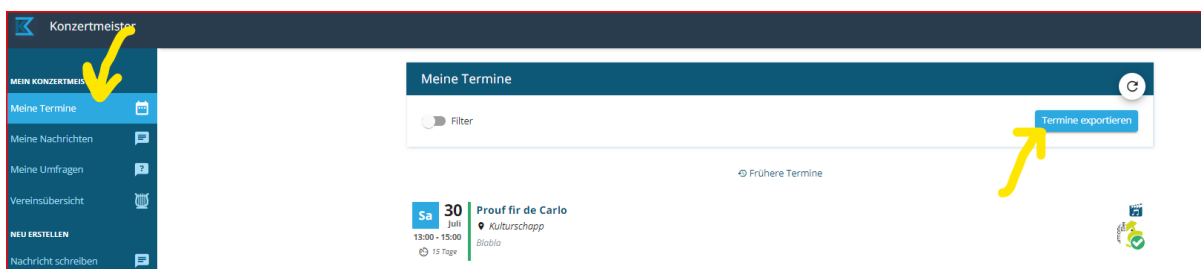 Konzertmeister
MEIN KONZERTMEIS
Meine Termine
Meine Nachrichten
Meine Umfragen
Vereinsübersicht
NEU ERSTELLEN
Nachricht schreiben
Meine Termine
Filter
Termine exportieren
Frühere Termine
Sa 30 Juli
13:00 - 15:00
15 Tage
Prouf fir de Carlo
Kulturschapp
Blabla